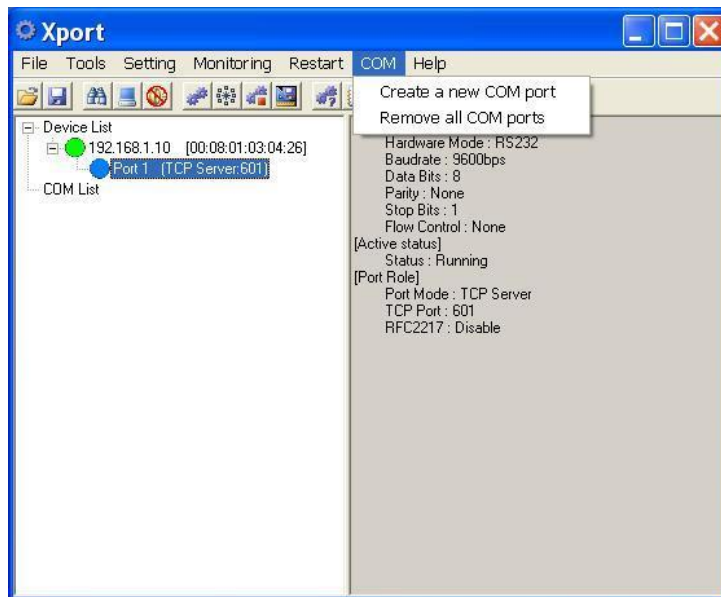 Xport
File Tools Setting Monitoring Restart COM Help
Create a new COM port
Remove all COM ports
Device List
192.168.1.10 [00:08:01:03:04:26]
Port 1 (TCP Server:601)
COM List
Hardware Mode : RS232
Baudrate : 9600bps
Data Bits : 8
Parity : None
Stop Bits : 1
Flow Control : None
[Active status]
Status : Running
[Port Role]
Port Mode : TCP Server
TCP Port : 601
RFC2217 : Disable